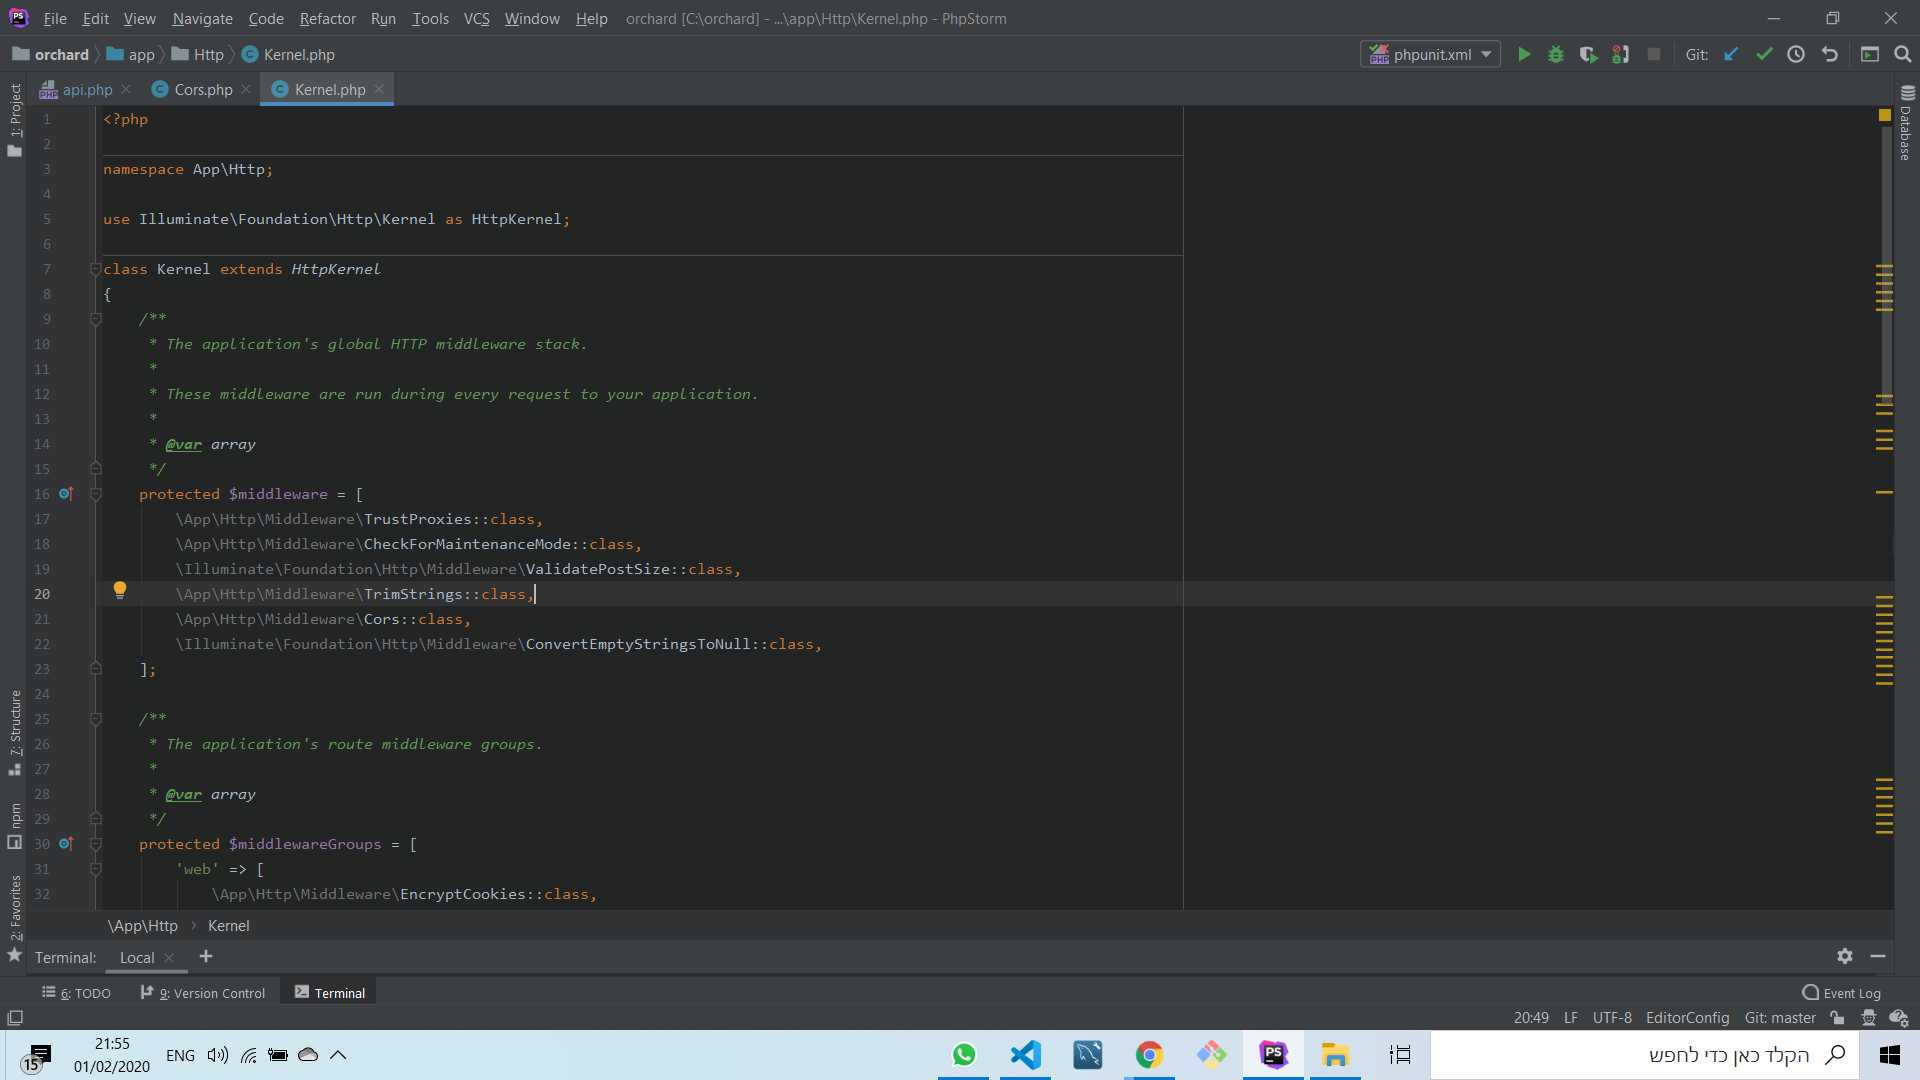 File Edit View Navigate Code Refactor Run Tools VCS Window Help orchard [C:\orchard] - ...\app\Http\Kernel.php - PhpStorm
orchard app Http Kernel.php phpunit.xml Git:
api.php Cors.php Kernel.php
1: Project
Database
1 <?php
2
3 namespace App\Http;
4
5 use Illuminate\Foundation\Http\Kernel as HttpKernel;
6
7 class Kernel extends HttpKernel
8 {
9 /**
10 * The application's global HTTP middleware stack.
11 *
12 * These middleware are run during every request to your application.
13 *
14 * @var array
15 */
16 protected $middleware = [
17 \App\Http\Middleware\TrustProxies::class,
18 \App\Http\Middleware\CheckForMaintenanceMode::class,
19 \Illuminate\Foundation\Http\Middleware\ValidatePostSize::class,
20 \App\Http\Middleware\TrimStrings::class,
21 \App\Http\Middleware\Cors::class,
22 \Illuminate\Foundation\Http\Middleware\ConvertEmptyStringsToNull::class,
23 ];
24
25 /**
26 * The application's route middleware groups.
27 *
28 * @var array
29 */
30 protected $middlewareGroups = [
31 'web' => [
32 \App\Http\Middleware\EncryptCookies::class,
7: Structure
npm
2: Favorites
\App\Http › Kernel
Terminal: Local
6: TODO 9: Version Control Terminal Event Log
20:49 LF UTF-8 EditorConfig Git: master
15 21:55 ENG הקלד כאן כדי לחפש
01/02/2020